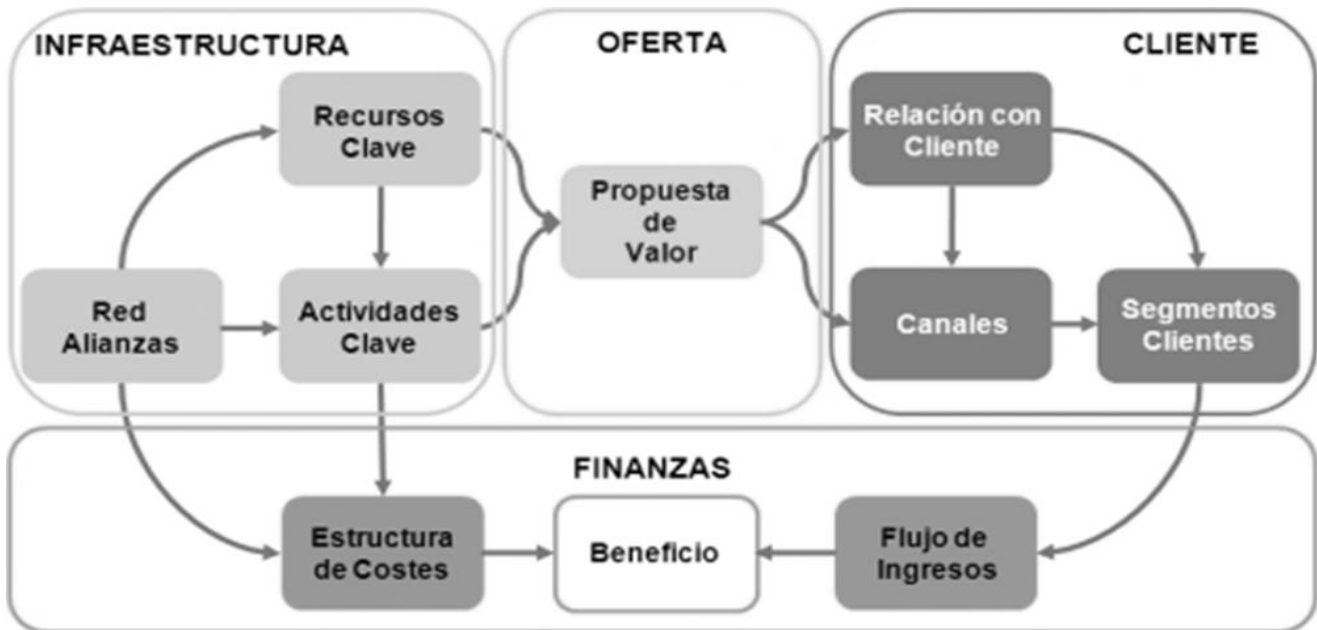 INFRAESTRUCTURA
OFERTA
CLIENTE
Recursos
Clave
Relación con
Cliente
Propuesta
de
Valor
Red
Alianzas
Actividades
Clave
Canales
Segmentos
Clientes
FINANZAS
Estructura
de Costes
Beneficio
Flujo de
Ingresos